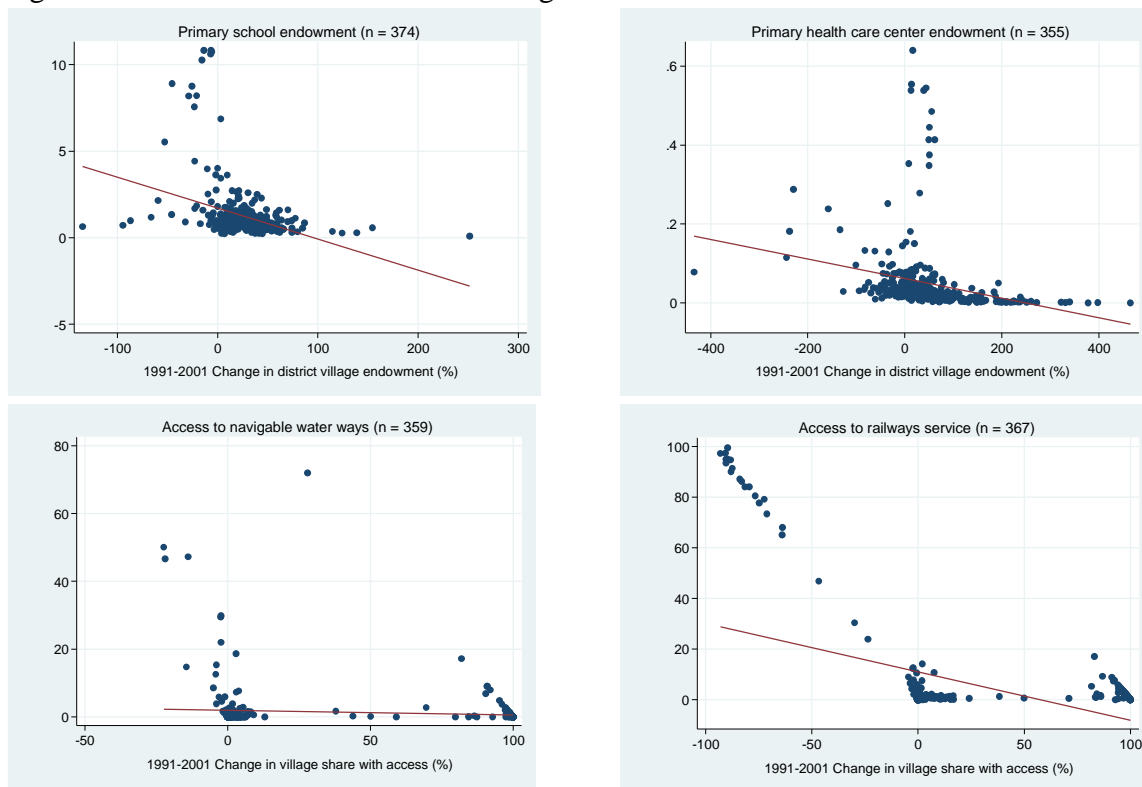 Primary school endowment (n = 374)
10
5
0
-5
-100 0 100 200 300
1991-2001 Change in district village endowment (%)
Primary health care center endowment (n = 355)
.6
.4
.2
0
-400 -200 0 200 400
1991-2001 Change in district village endowment (%)
Access to navigable water ways (n = 359)
80
60
40
20
0
-50 0 50 100
1991-2001 Change in village share with access (%)
Access to railways service (n = 367)
100
80
60
40
20
0
-100 -50 0 50 100
1991-2001 Change in village share with access (%)